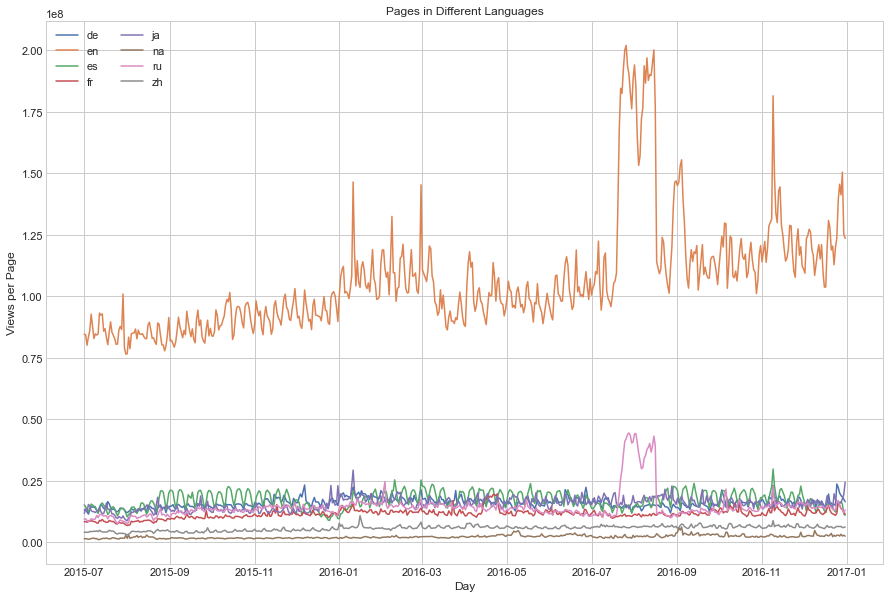 Pages in Different Languages
1e8
de
en
es
fr
ja
na
ru
zh
2.00
1.75
1.50
1.25
1.00
0.75
0.50
0.25
0.00
Views per Page
2015-07 2015-09 2015-11 2016-01 2016-03 2016-05 2016-07 2016-09 2016-11 2017-01
Day